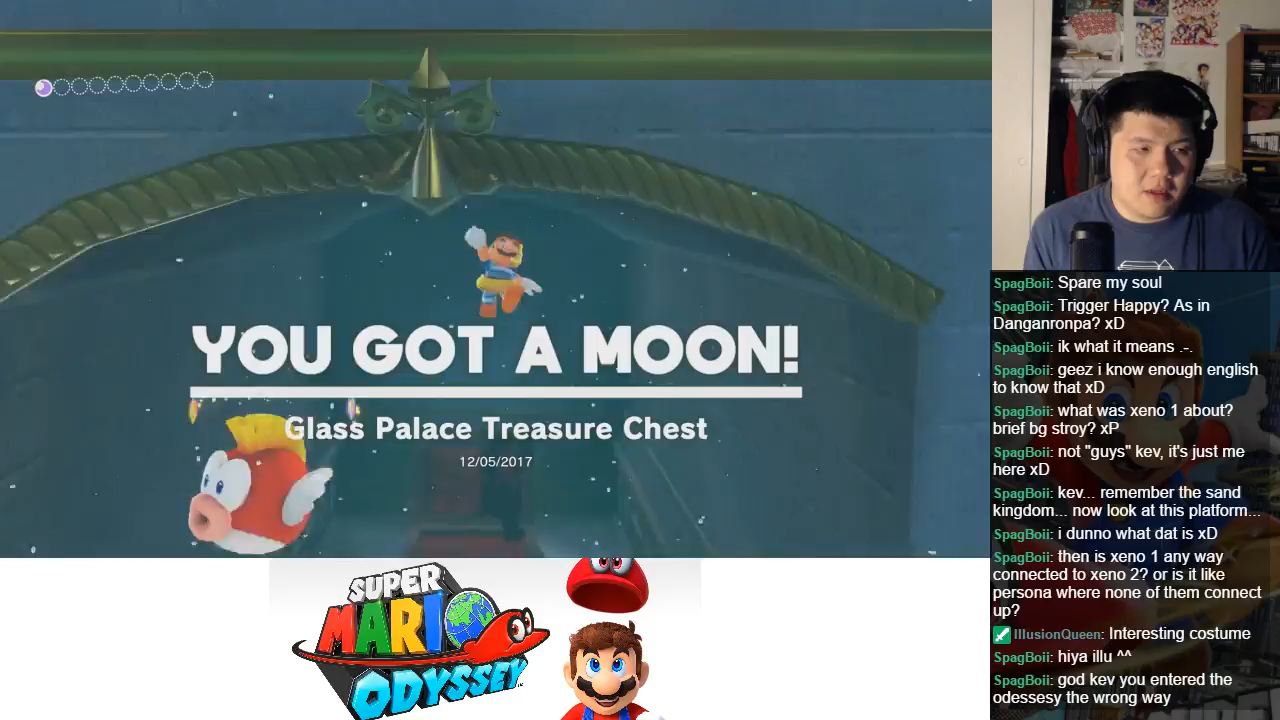 YOU GOT A MOON!
Glass Palace Treasure Chest
12/05/2017
SUPER
MARIO
ODYSSEY
SpagBoii: Spare my soul
SpagBoii: Trigger Happy? As in
Danganronpa? xD
SpagBoii: ik what it means .-.
SpagBoii: geez i know enough english
to know that xD
SpagBoii: what was xeno 1 about?
brief bg stroy? xP
SpagBoii: not "guys" kev, it's just me
here xD
SpagBoii: kev... remember the sand
kingdom... now look at this platform...
SpagBoii: i dunno what dat is xD
SpagBoii: then is xeno 1 any way
connected to xeno 2? or is it like
persona where none of them connect
up?
IllusionQueen: Interesting costume
SpagBoii: hiya illu ^^
SpagBoii: god kev you entered the
odessesy the wrong way